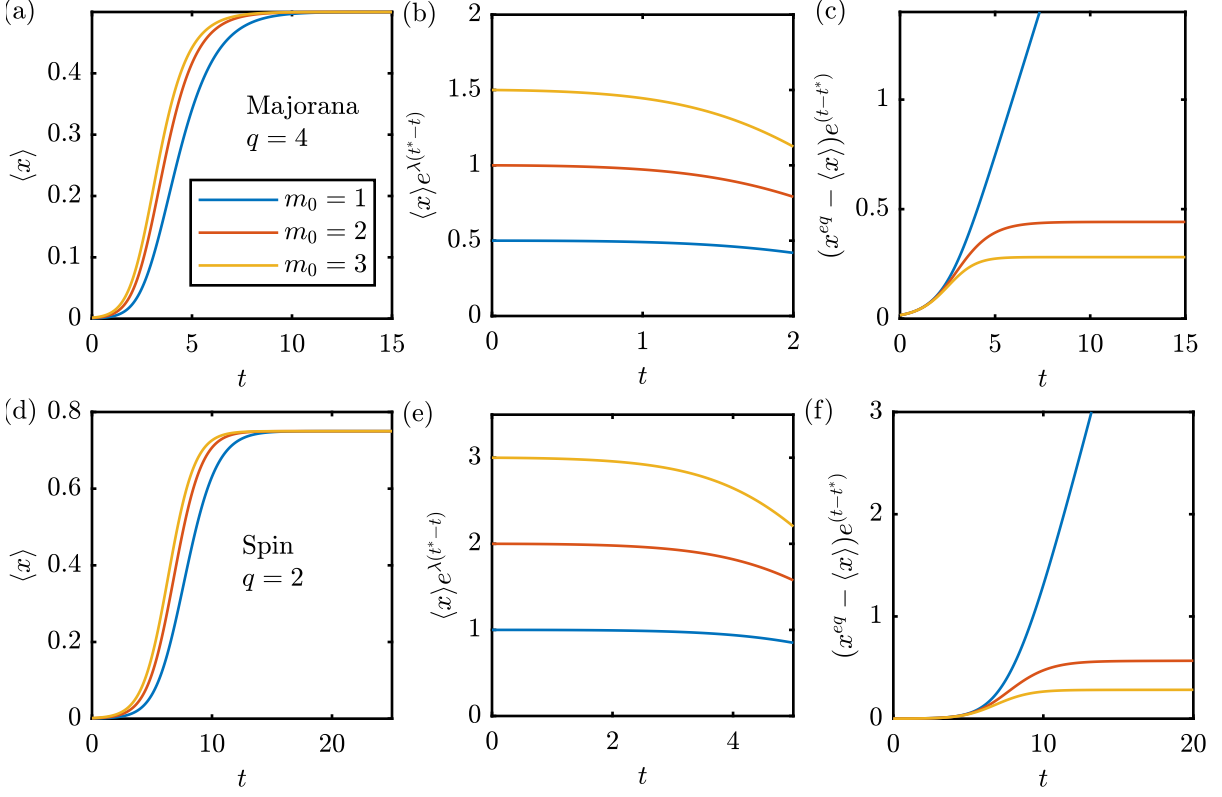 (a)
⟨x⟩
0.4
0.3
0.2
0.1
0
0
5
10
15
t
Majorana
q = 4
m₀ = 1
m₀ = 2
m₀ = 3
(b)
⟨x⟩e^{λ(t*−t)}
2
1.5
1
0.5
0
0
1
2
t
(c)
(x^{eq} − ⟨x⟩)e^{(t−t*)}
1
0.5
0
0
5
10
15
t
(d)
⟨x⟩
0.8
0.6
0.4
0.2
0
0
10
20
t
Spin
q = 2
(e)
⟨x⟩e^{λ(t*−t)}
3
2
1
0
0
2
4
t
(f)
(x^{eq} − ⟨x⟩)e^{(t−t*)}
3
2
1
0
0
10
20
t